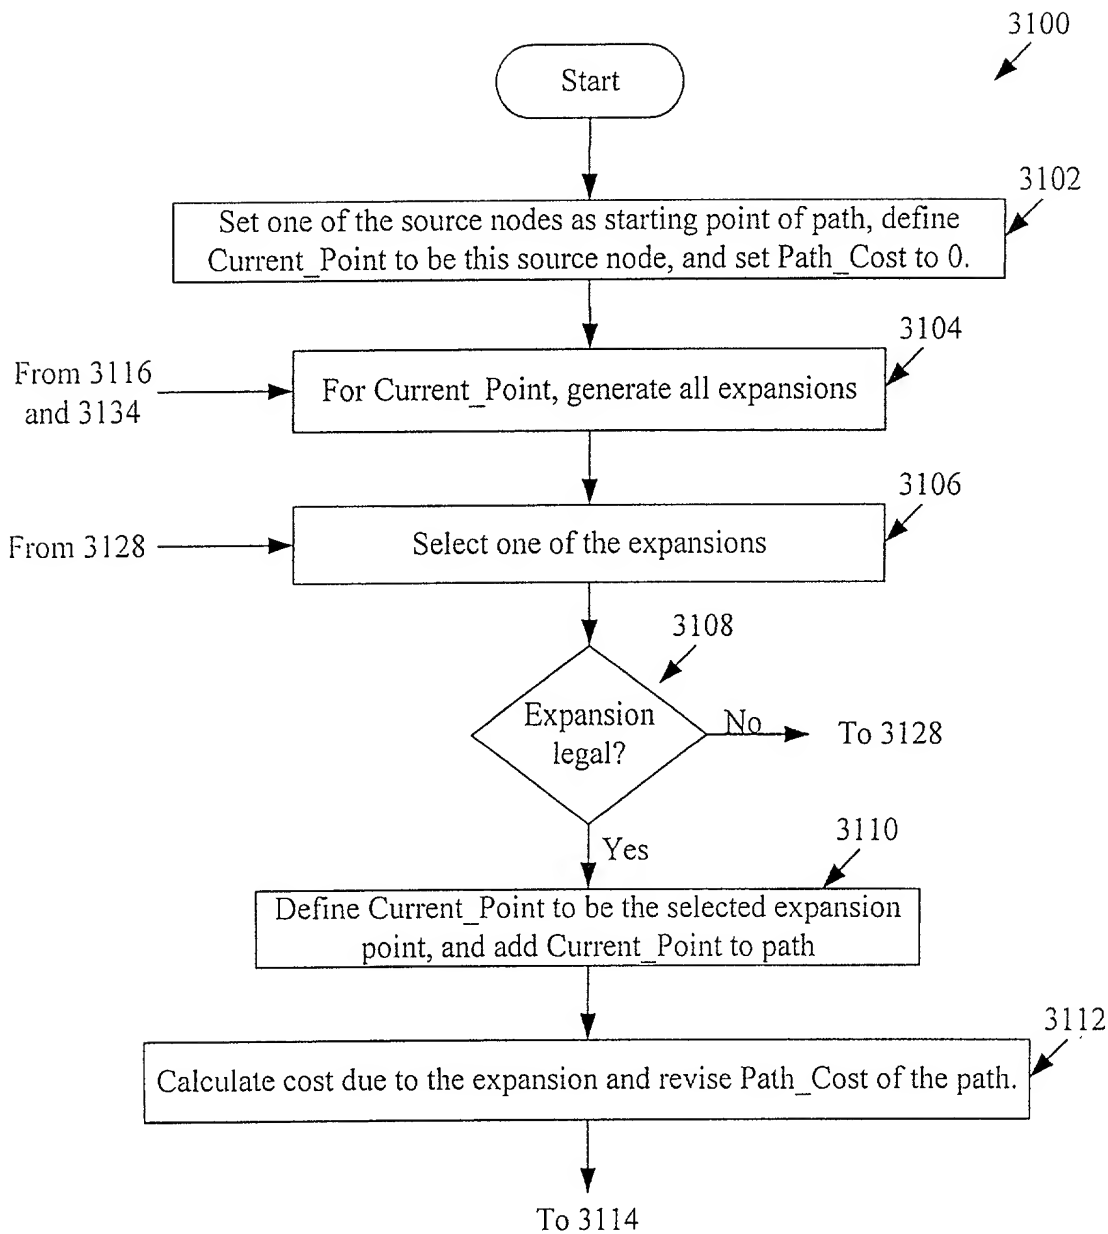 3100
Start
3102
Set one of the source nodes as starting point of path, define
Current_Point to be this source node, and set Path_Cost to 0.
3104
From 3116
and 3134
For Current_Point, generate all expansions
3106
From 3128
Select one of the expansions
3108
Expansion
legal?
No
To 3128
Yes
3110
Define Current_Point to be the selected expansion
point, and add Current_Point to path
3112
Calculate cost due to the expansion and revise Path_Cost of the path.
To 3114